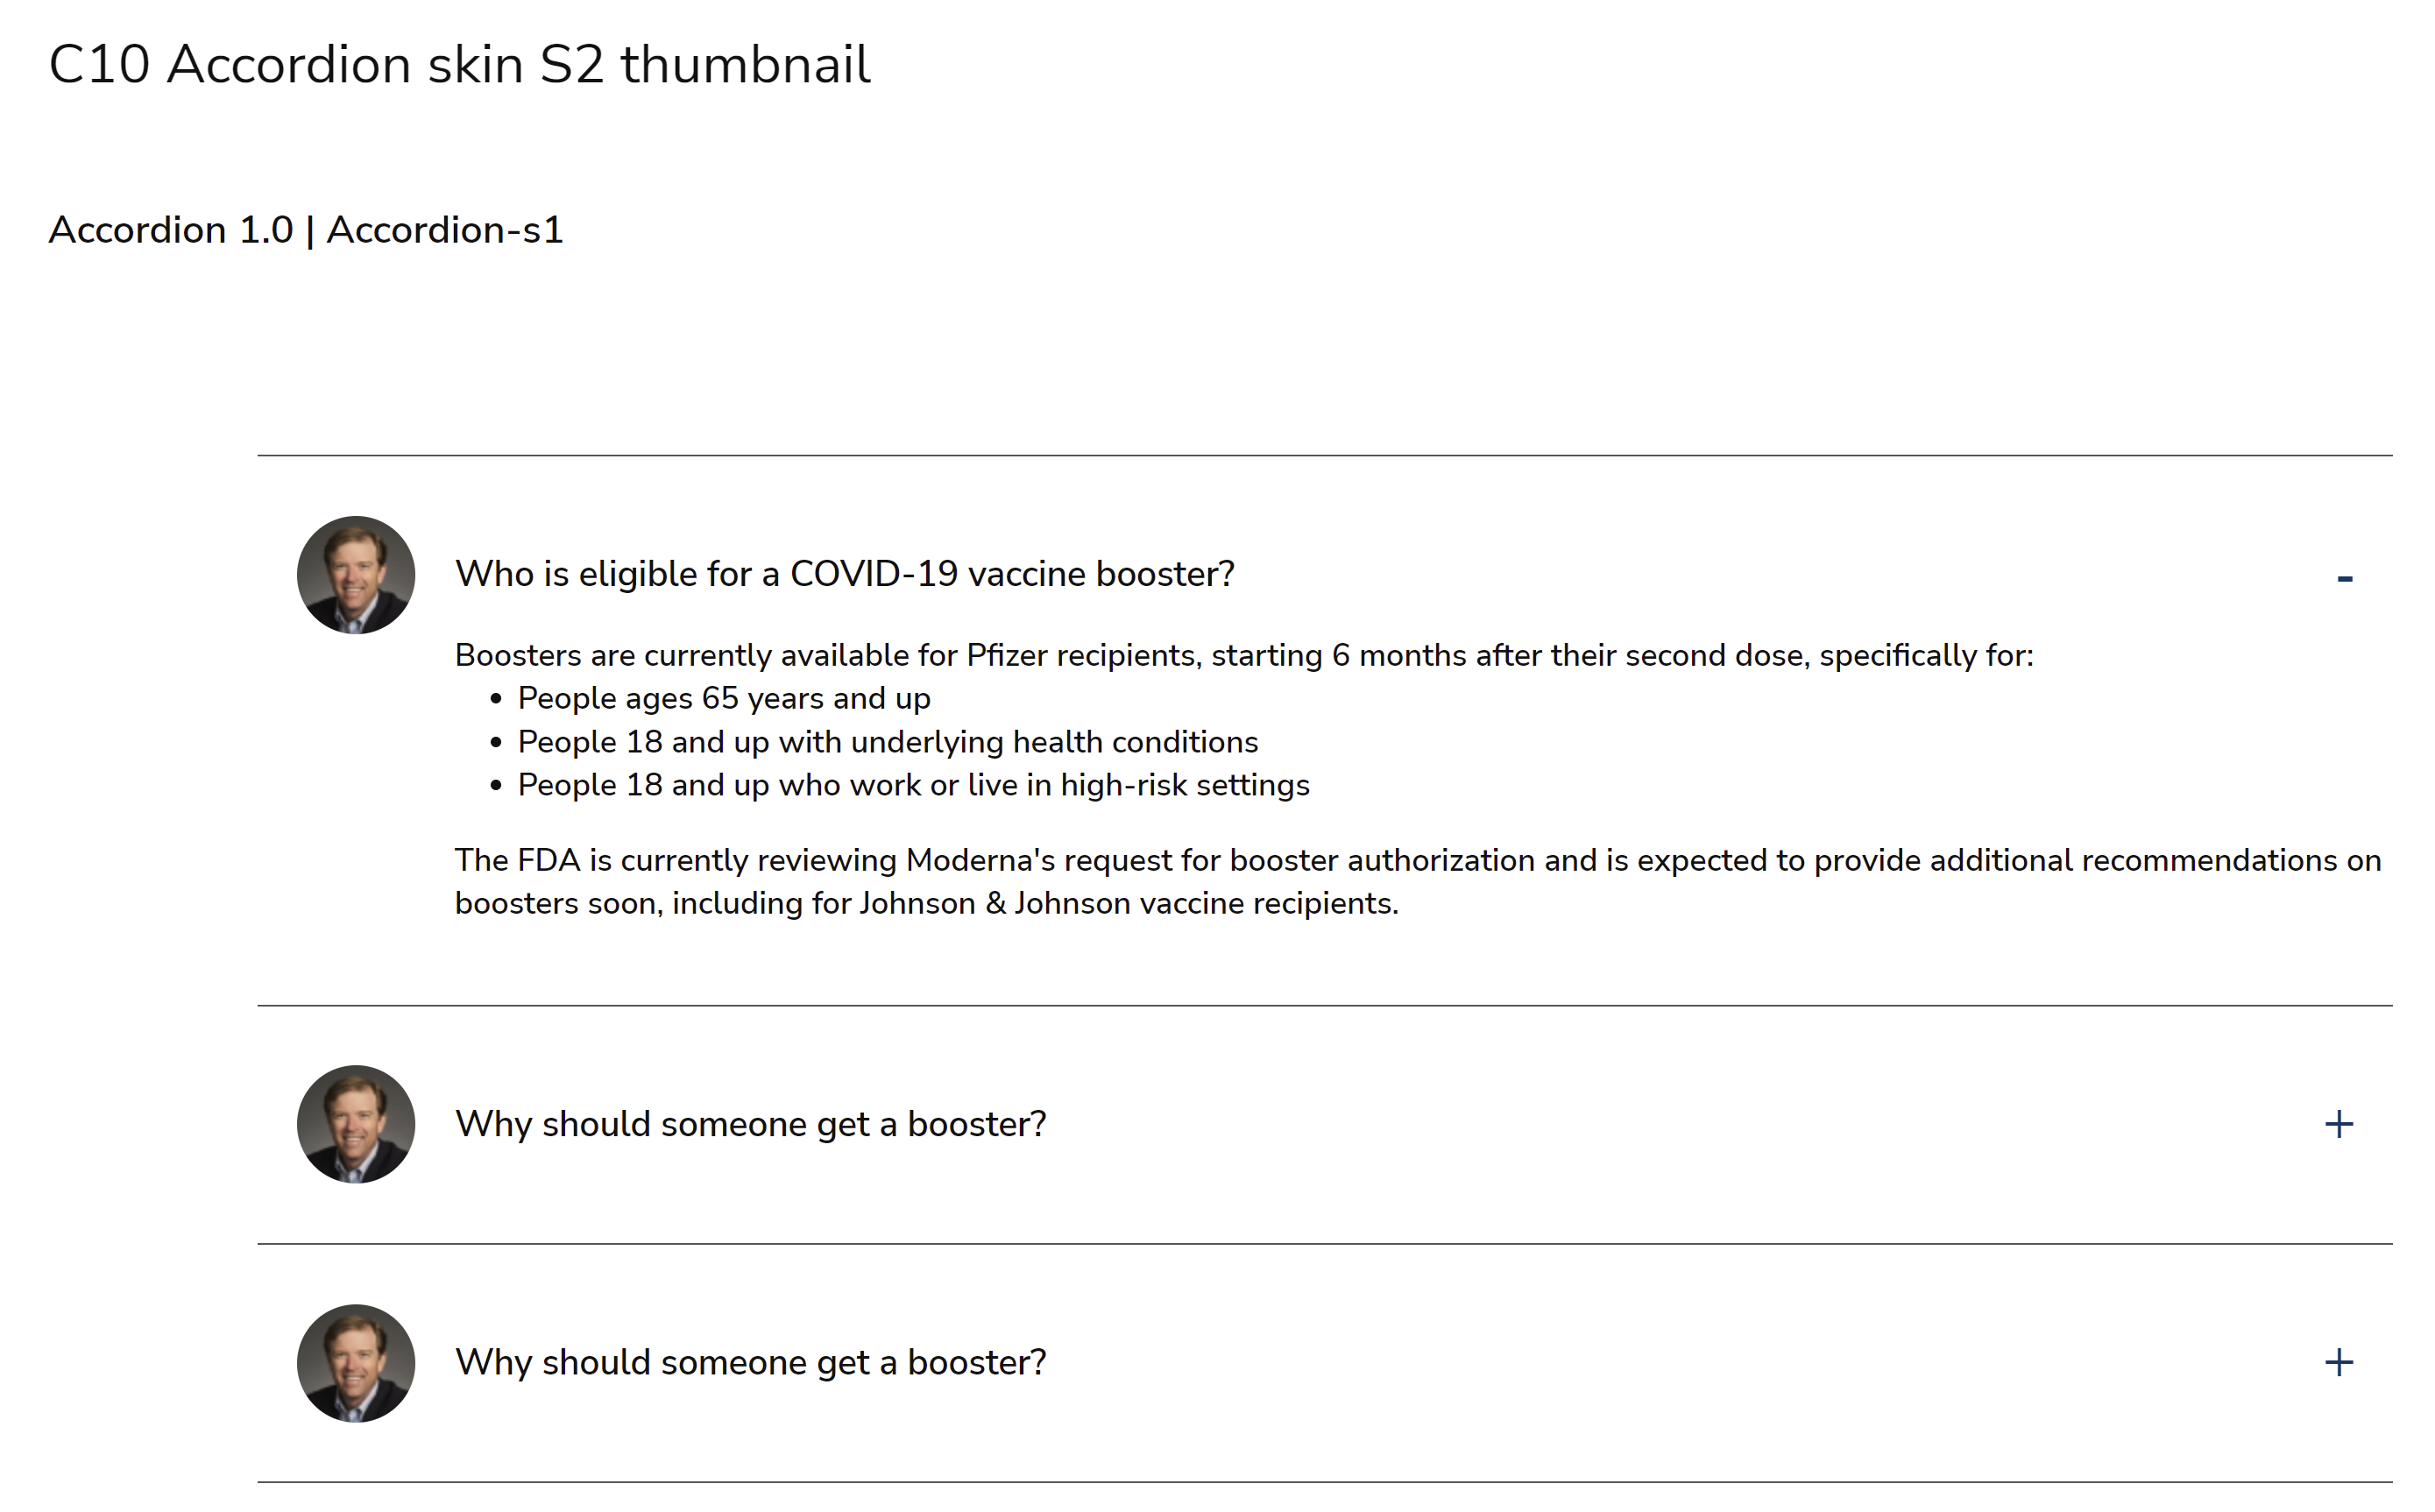 C10 Accordion skin S2 thumbnail
Accordion 1.0 | Accordion-s1
Who is eligible for a COVID-19 vaccine booster?
-
Boosters are currently available for Pfizer recipients, starting 6 months after their second dose, specifically for:
• People ages 65 years and up
• People 18 and up with underlying health conditions
• People 18 and up who work or live in high-risk settings
The FDA is currently reviewing Moderna's request for booster authorization and is expected to provide additional recommendations on
boosters soon, including for Johnson & Johnson vaccine recipients.
Why should someone get a booster?
+
Why should someone get a booster?
+